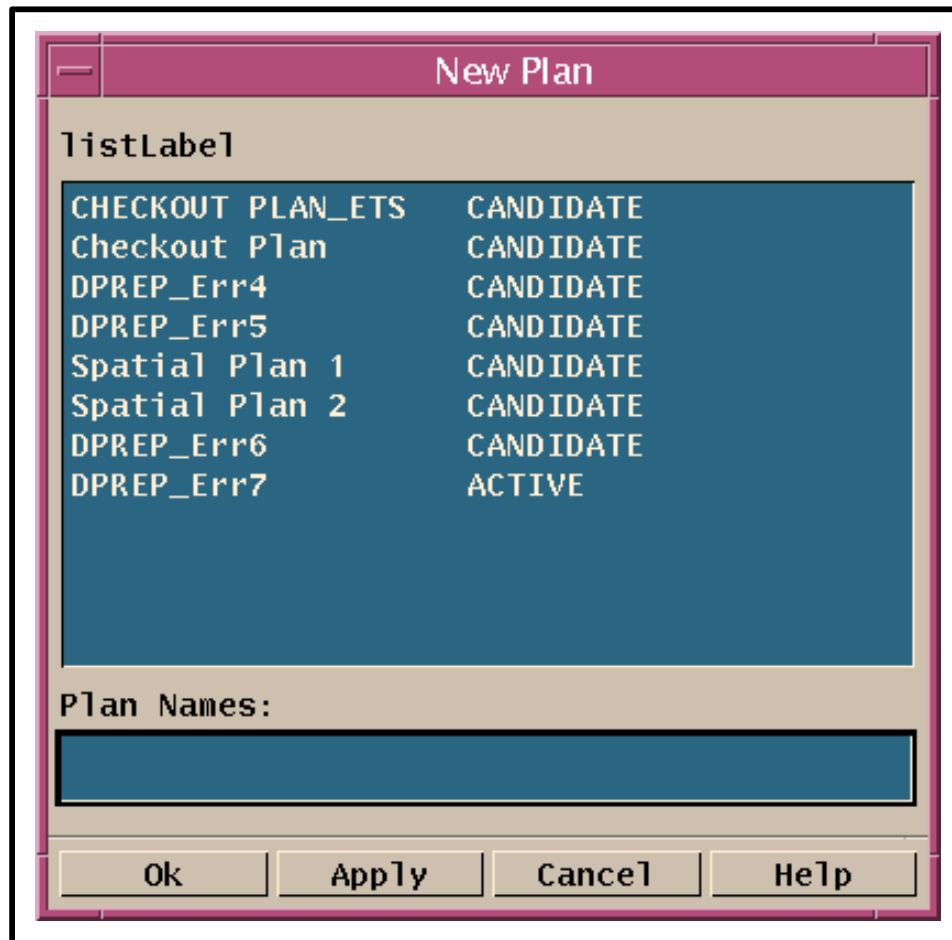 New Plan
listLabel
CHECKOUT PLAN_ETS CANDIDATE
Checkout Plan CANDIDATE
DPREP_Err4 CANDIDATE
DPREP_Err5 CANDIDATE
Spatial Plan 1 CANDIDATE
Spatial Plan 2 CANDIDATE
DPREP_Err6 CANDIDATE
DPREP_Err7 ACTIVE
Plan Names:
Ok Apply Cancel Help